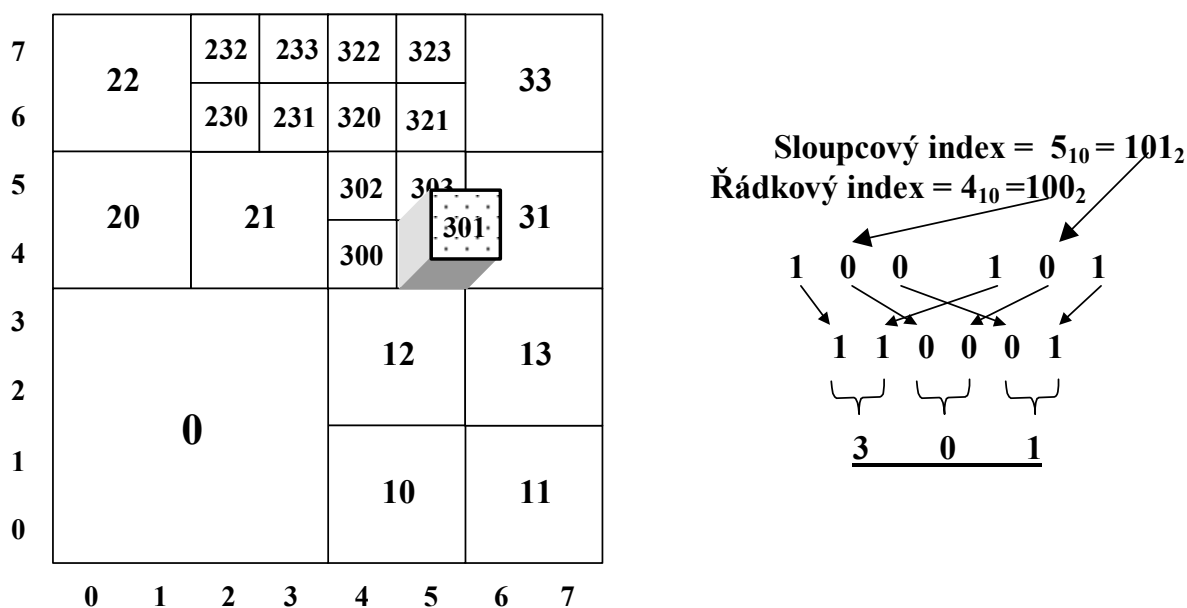 7 232 233 322 323
22 33
6 230 231 320 321
5 302 303
20 21 301 31
4 300
3
12 13
2
0
1
10 11
0
0 1 2 3 4 5 6 7
Sloupcový index = 5₁₀ = 101₂
Řádkový index = 4₁₀ =100₂
1 0 0 1 0 1
1 1 0 0 0 1
3 0 1